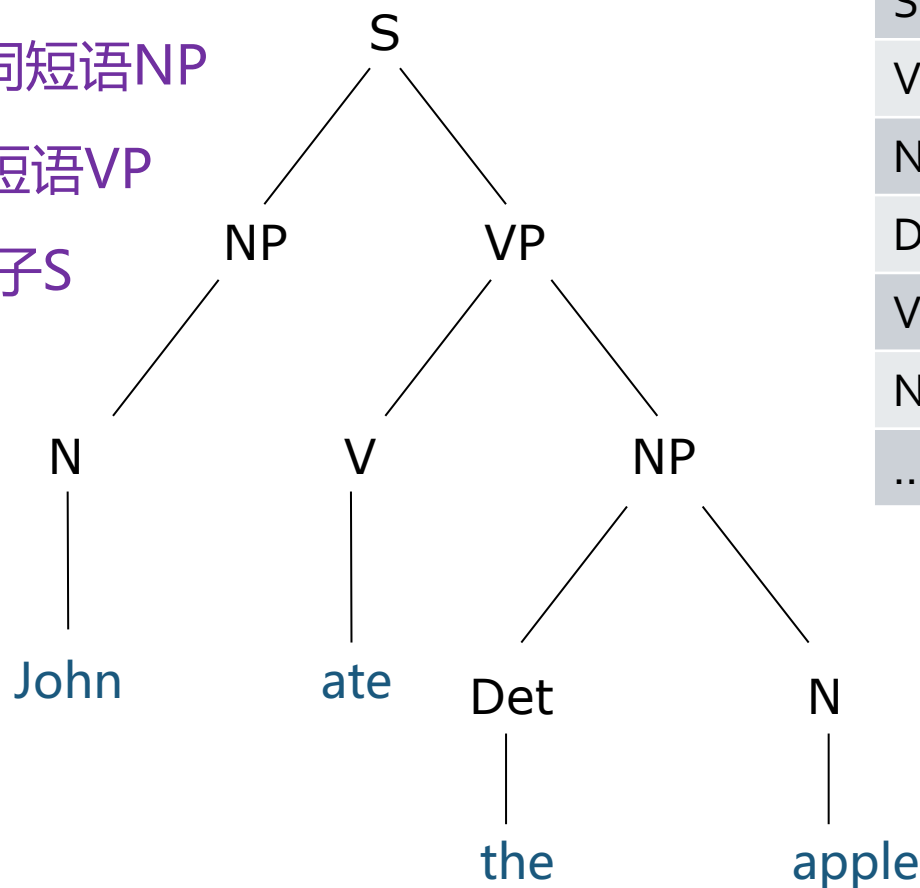 S
词短语NP
短语VP
子S
NP VP
N V NP
John ate Det N
the apple
S
V
N
D
V
N
..